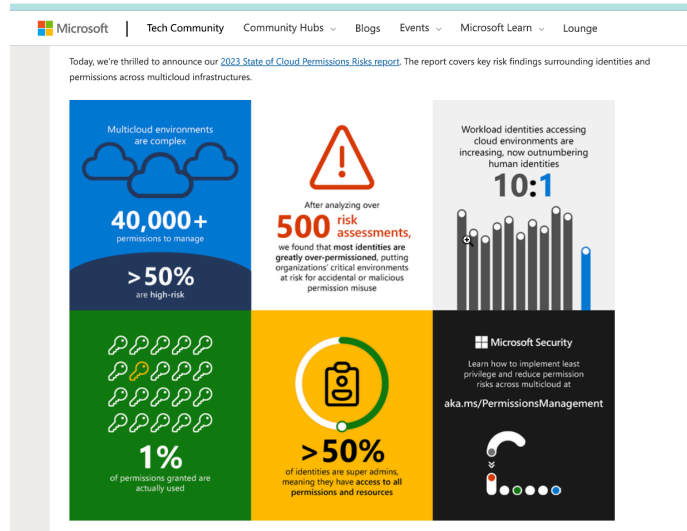 Microsoft
Tech Community
Community Hubs
Blogs
Events
Microsoft Learn
Lounge
Today, we're thrilled to announce our 2023 State of Cloud Permissions Risks report. The report covers key risk findings surrounding identities and
permissions across multicloud infrastructures.
Multicloud environments
are complex
40,000+
permissions to manage
>50%
are high-risk
After analyzing over
500 risk
assessments,
we found that most identities are
greatly over-permissioned, putting
organizations' critical environments
at risk for accidental or malicious
permission misuse
Workload identities accessing
cloud environments are
increasing, now outnumbering
human identities
10:1
1%
of permissions granted are
actually used
>50%
of identities are super admins,
meaning they have access to all
permissions and resources
Microsoft Security
Learn how to implement least
privilege and reduce permission
risks across multicloud at
aka.ms/PermissionsManagement